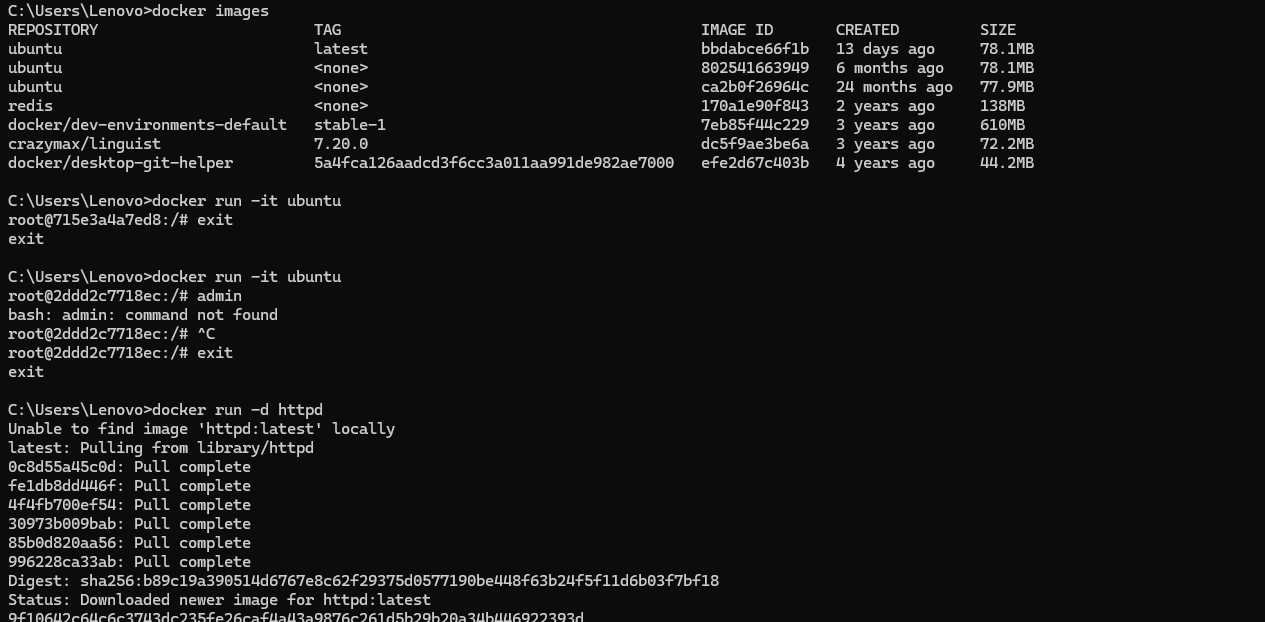 C:\Users\Lenovo>docker images
REPOSITORY TAG IMAGE ID CREATED SIZE
ubuntu latest bbdabce66f1b 13 days ago 78.1MB
ubuntu <none> 802541663949 6 months ago 78.1MB
ubuntu <none> ca2b0f26964c 24 months ago 77.9MB
redis <none> 170a1e90f843 2 years ago 138MB
docker/dev-environments-default stable-1 7eb85f44c229 3 years ago 610MB
crazymax/linguist 7.20.0 dc5f9ae3be6a 3 years ago 72.2MB
docker/desktop-git-helper 5a4fca126aadcd3f6cc3a011aa991de982ae7000 efe2d67c403b 4 years ago 44.2MB
C:\Users\Lenovo>docker run -it ubuntu
root@715e3a4a7ed8:/# exit
exit
C:\Users\Lenovo>docker run -it ubuntu
root@2ddd2c7718ec:/# admin
bash: admin: command not found
root@2ddd2c7718ec:/# ^C
root@2ddd2c7718ec:/# exit
exit
C:\Users\Lenovo>docker run -d httpd
Unable to find image 'httpd:latest' locally
latest: Pulling from library/httpd
0c8d55a45c0d: Pull complete
fe1db8dd446f: Pull complete
4f4fb700ef54: Pull complete
30973b009bab: Pull complete
85b0d820aa56: Pull complete
996228ca33ab: Pull complete
Digest: sha256:b89c19a390514d6767e8c62f29375d0577190be448f63b24f5f11d6b03f7bf18
Status: Downloaded newer image for httpd:latest
9f10642c64c6c3743dc235fe26caf4a43a9876c261d5b29b20a34b446922393d